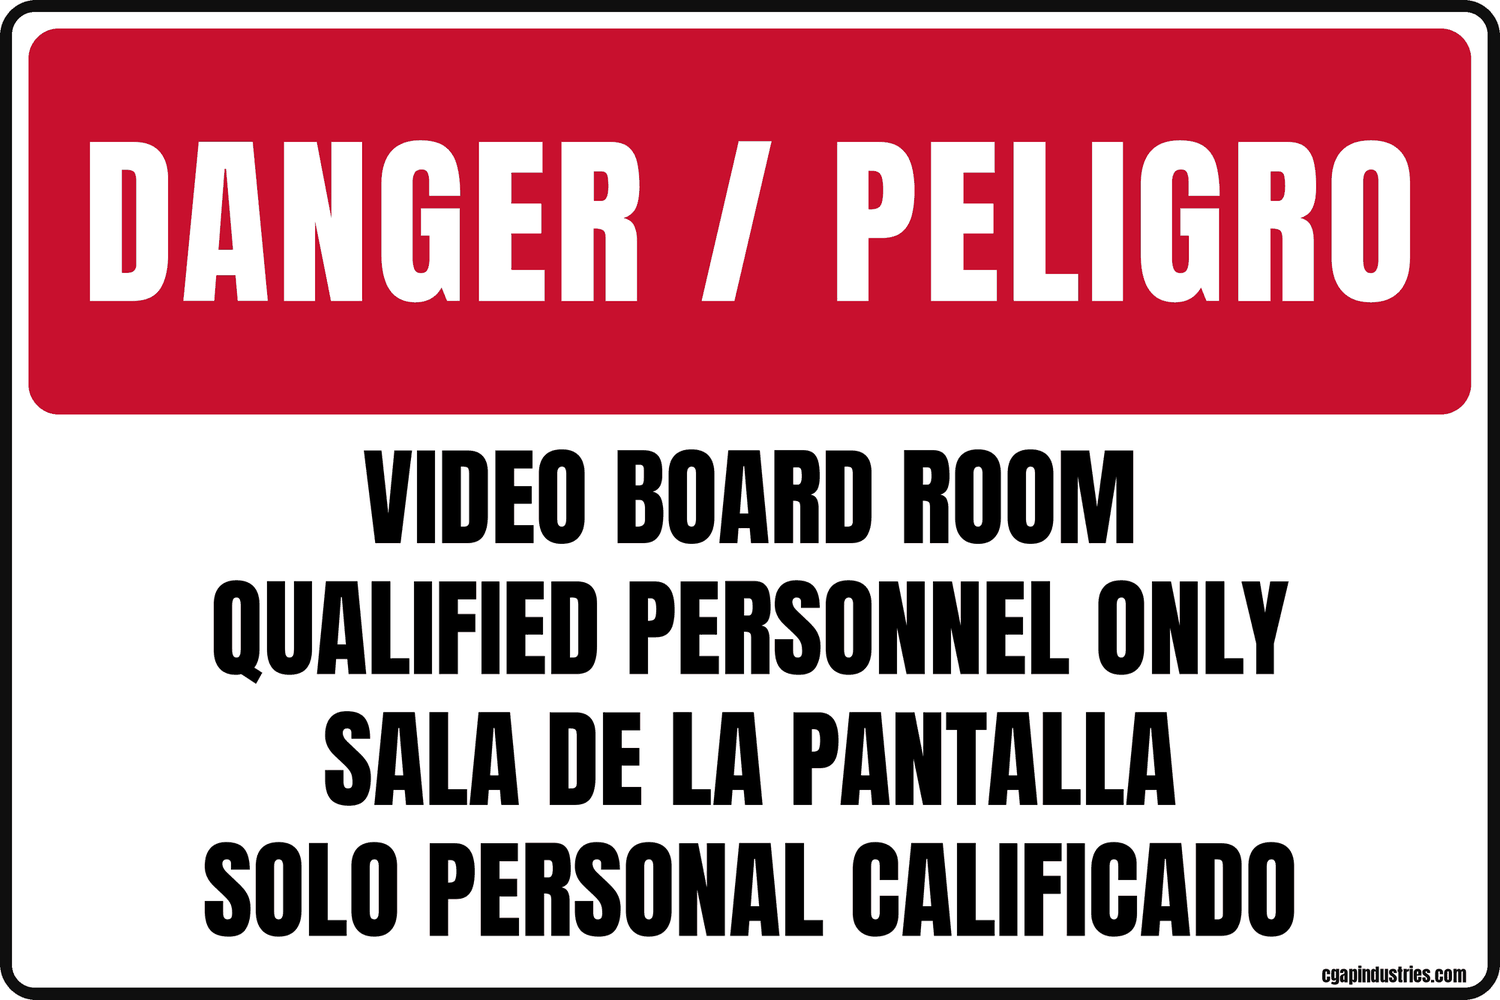 DANGER / PELIGRO
VIDEO BOARD ROOM
QUALIFIED PERSONNEL ONLY
SALA DE LA PANTALLA
SOLO PERSONAL CALIFICADO
cgapindustries.com